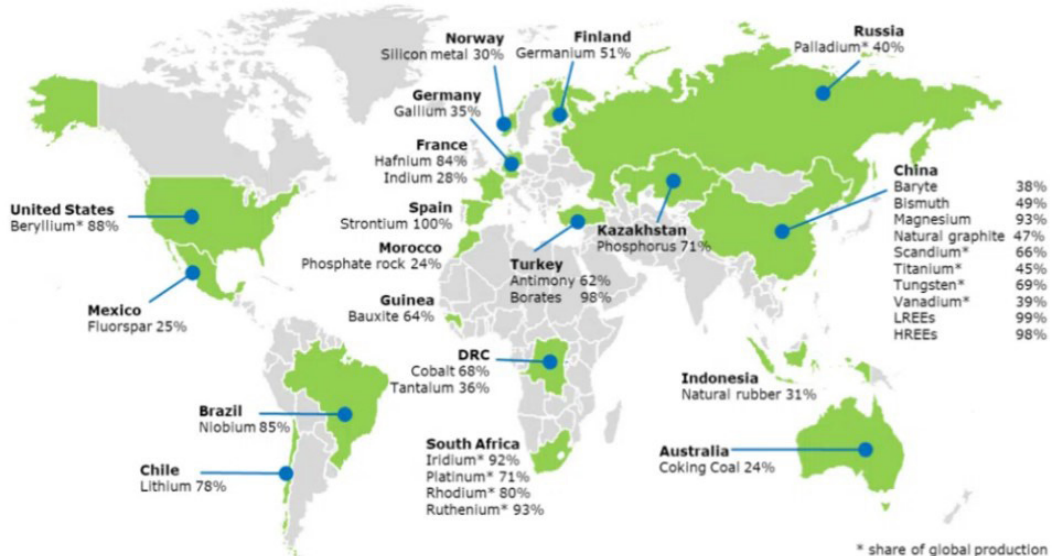 Norway
Silicon metal 30%
Finland
Germanium 51%
Russia
Palladium* 40%
Germany
Gallium 35%
France
Hafnium 84%
Indium 28%
China
Baryte 38%
Bismuth 49%
Magnesium 93%
Natural graphite 47%
Scandium* 66%
Titanium* 45%
Tungsten* 69%
Vanadium* 39%
LREEs 99%
HREEs 98%
United States
Beryllium* 88%
Spain
Strontium 100%
Kazakhstan
Phosphorus 71%
Morocco
Phosphate rock 24%
Turkey
Antimony 62%
Borates 98%
Mexico
Fluorspar 25%
Guinea
Bauxite 64%
DRC
Cobalt 68%
Tantalum 36%
Indonesia
Natural rubber 31%
Brazil
Niobium 85%
South Africa
Iridium* 92%
Platinum* 71%
Rhodium* 80%
Ruthenium* 93%
Australia
Coking Coal 24%
Chile
Lithium 78%
* share of global production